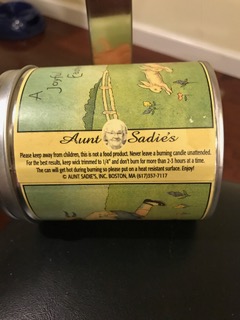 A Joyful
Aunt Sadie's
Please keep away from children, this is not a food product. Never leave a burning candle unattended.
For the best results, keep wick trimmed to 1/4" and don't burn for more than 2-3 hours at a time.
The can will get hot during burning so please put on a heat resistant surface. Enjoy!
© AUNT SADIE'S, INC. BOSTON, MA (617)357-7117